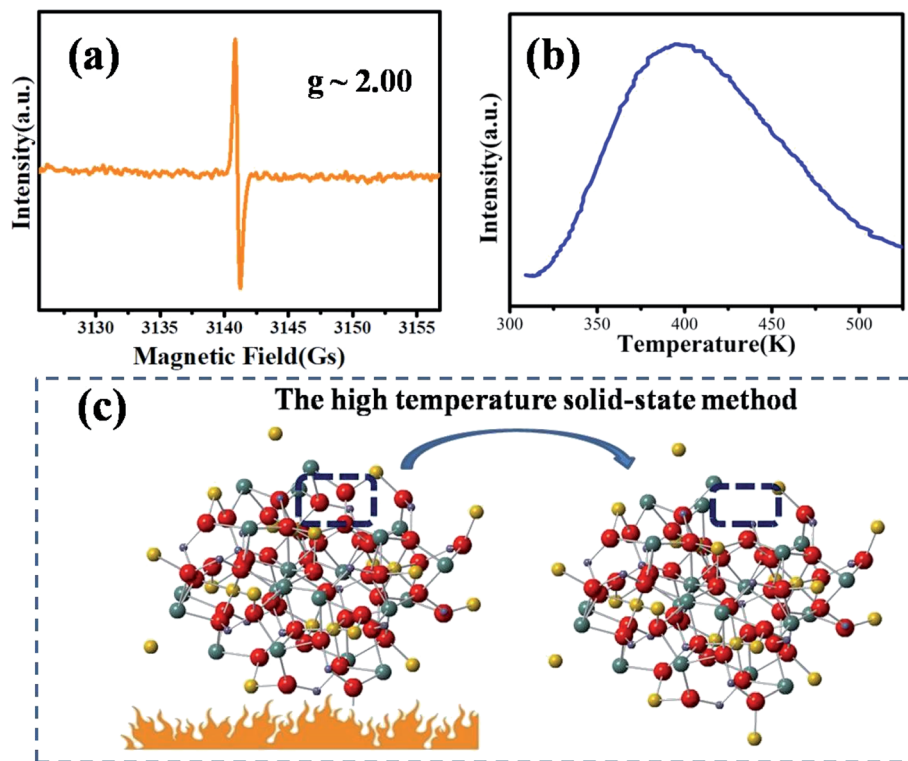 (a)
g ~ 2.00
Intensity(a.u.)
3130 3135 3140 3145 3150 3155
Magnetic Field(Gs)
(b)
Intensity(a.u.)
300 350 400 450 500
Temperature(K)
(c)
The high temperature solid-state method